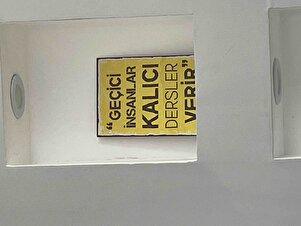 “GEÇİCİ
İNSANLAR
KALICI
DERSLER
VERİR”